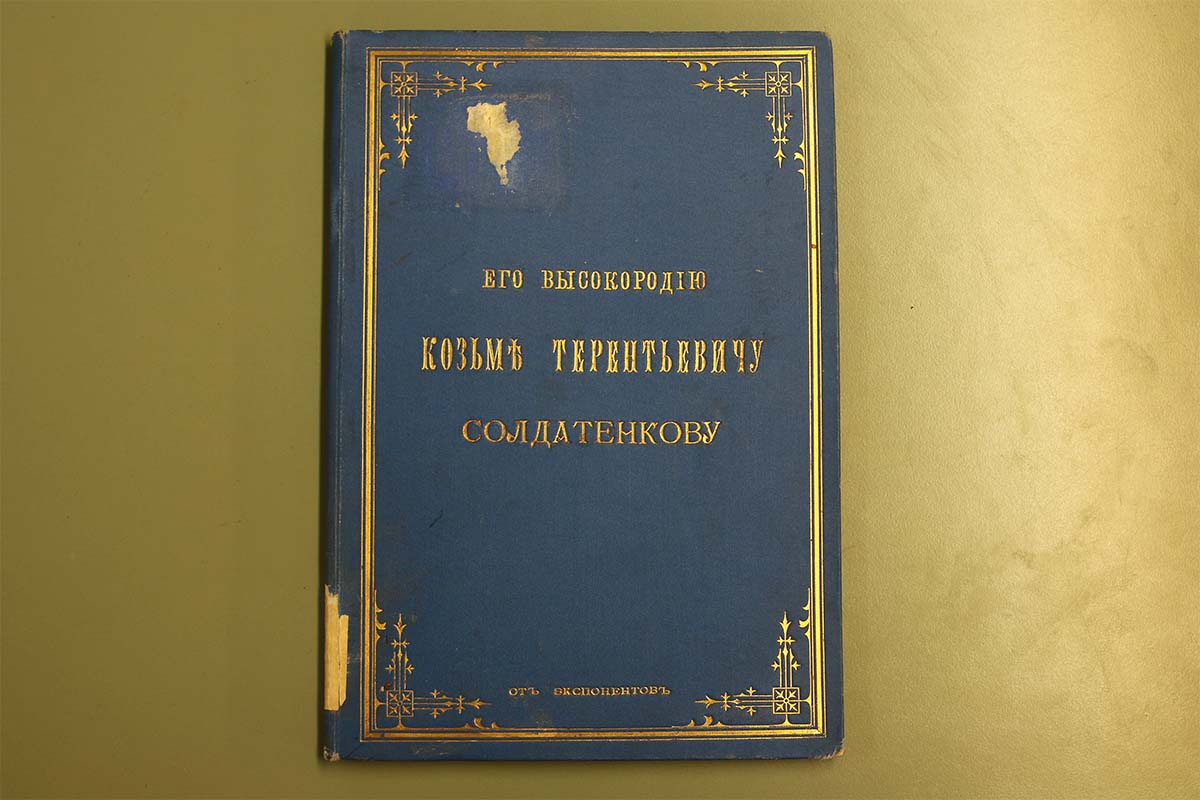 ЕГО ВЫСОКОРОДІЮ
КОЗЬМѢ ТЕРЕНТЬЕВИЧУ
СОЛДАТЕНКОВУ
ОТЪ ЭКСПОНЕНТОВЪ